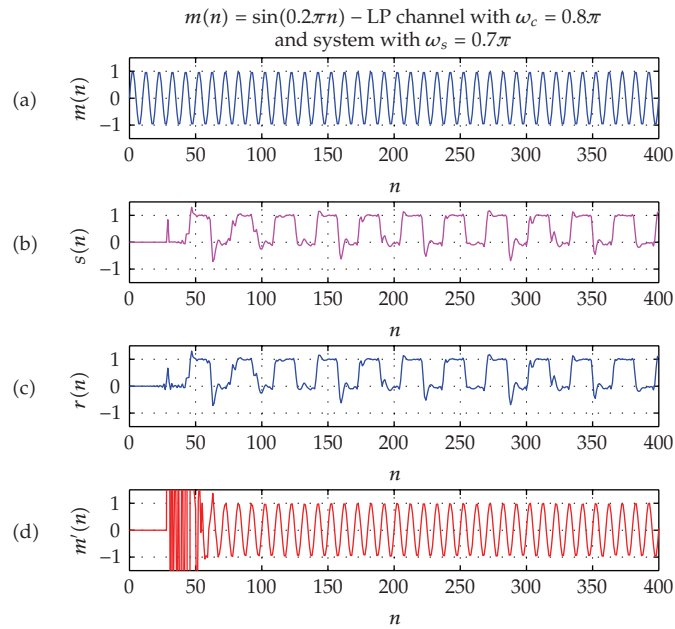 m(n) = sin(0.2πn) – LP channel with ω_c = 0.8π
and system with ω_s = 0.7π
(a)
m(n)
1
0
−1
0 50 100 150 200 250 300 350 400
n
(b)
s(n)
1
0
−1
0 50 100 150 200 250 300 350 400
n
(c)
r(n)
1
0
−1
0 50 100 150 200 250 300 350 400
n
(d)
m′(n)
1
0
−1
0 50 100 150 200 250 300 350 400
n